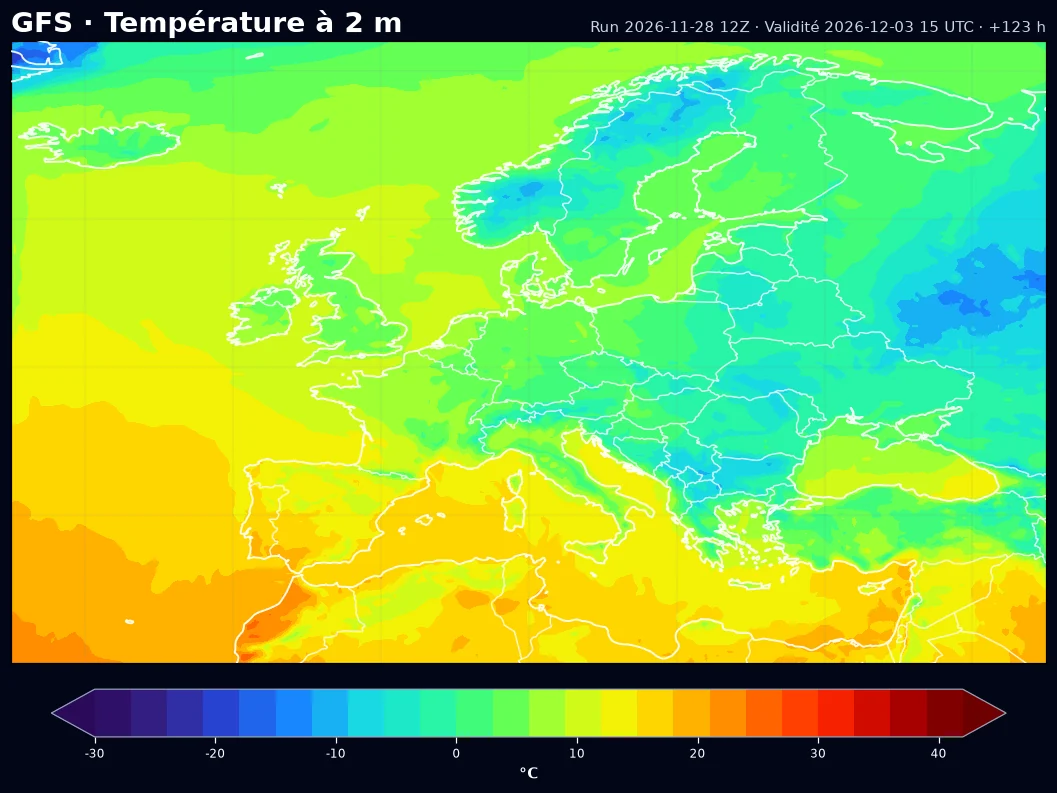 GFS · Température à 2 m
Run 2026-11-28 12Z · Validité 2026-12-03 15 UTC · +123 h
-30 -20 -10 0 10 20 30 40
°C